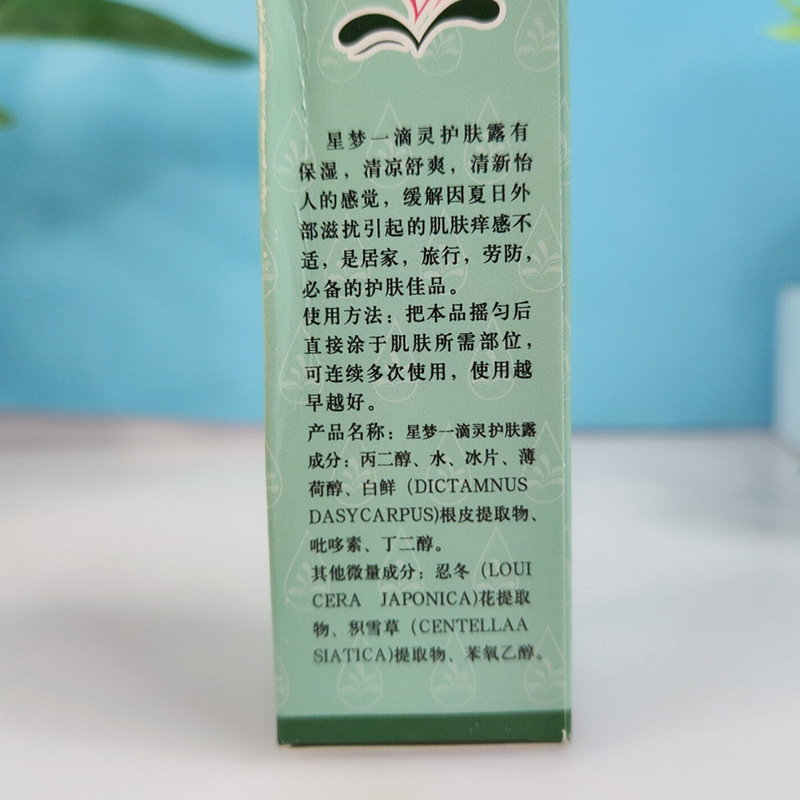 星梦一滴灵护肤露有
保湿，清凉舒爽，清新怡
人的感觉，缓解因夏日外
部滋扰引起的肌肤痒感不
适，是居家，旅行，劳防，
必备的护肤佳品。
使用方法：把本品摇匀后
直接涂于肌肤所需部位，
可连续多次使用，使用越
早越好。
产品名称：星梦一滴灵护肤露
成分：丙二醇、水、冰片、薄
荷醇、白鲜（DICTAMNUS
DASYCARPUS)根皮提取物、
吡哆素、丁二醇。
其他微量成分：忍冬（LOUI
CERA JAPONICA)花提取
物、积雪草（CENTELLAA
SIATICA)提取物、苯氧乙醇。